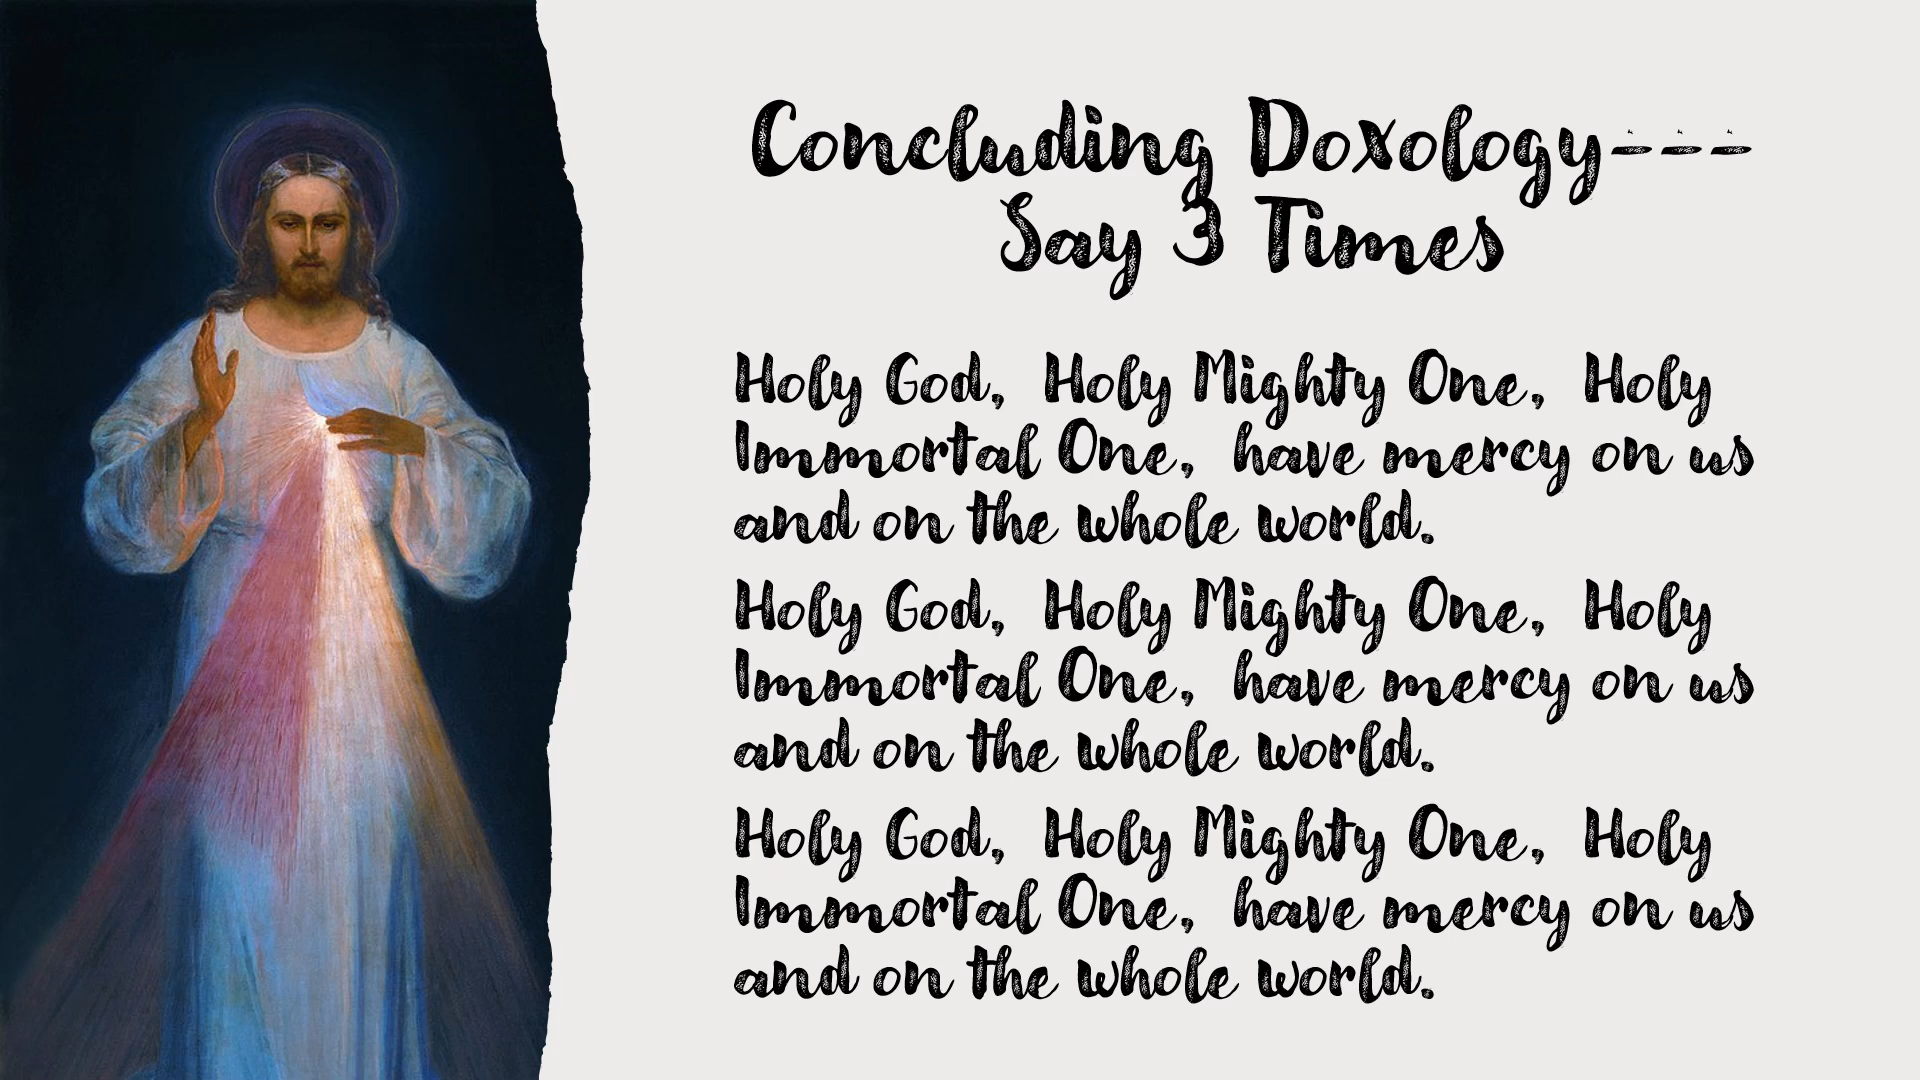 Concluding Doxology---
Say 3 Times
Holy God, Holy Mighty One, Holy
Immortal One, have mercy on us
and on the whole world.
Holy God, Holy Mighty One, Holy
Immortal One, have mercy on us
and on the whole world.
Holy God, Holy Mighty One, Holy
Immortal One, have mercy on us
and on the whole world.